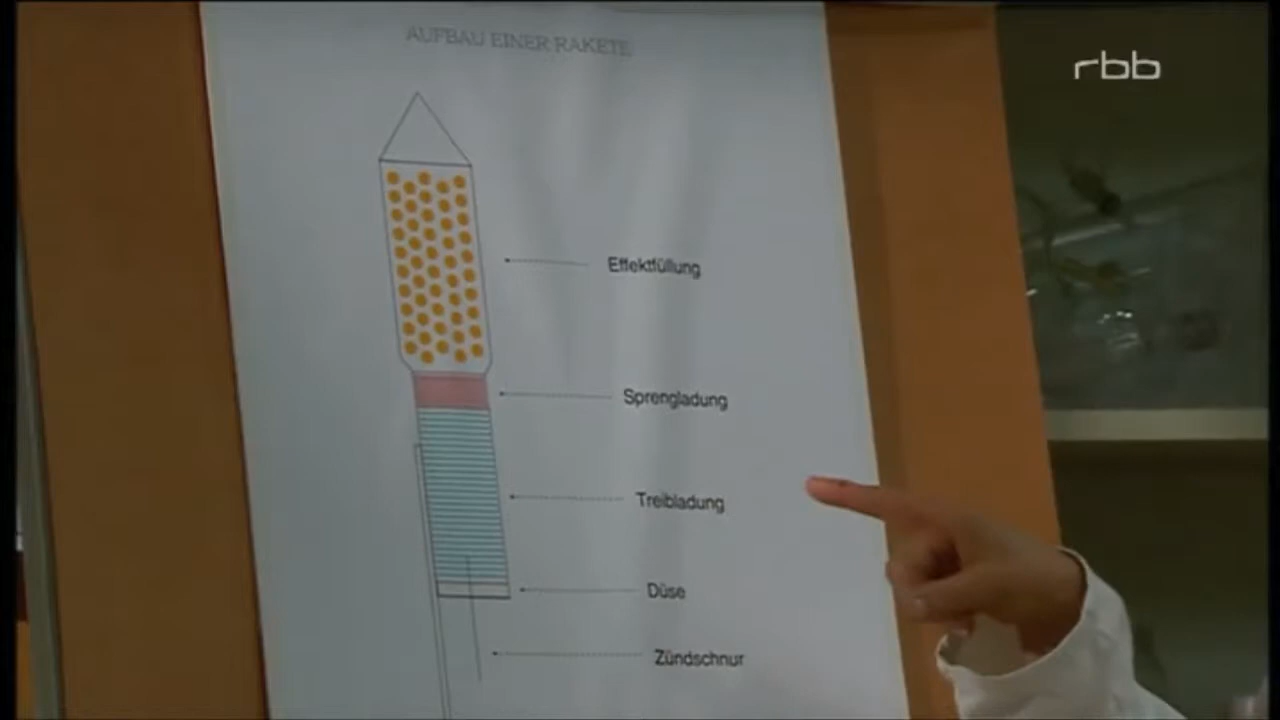 AUFBAU EINER RAKETE
rbb
Effektfüllung
Sprengladung
Treibladung
Düse
Zündschnur